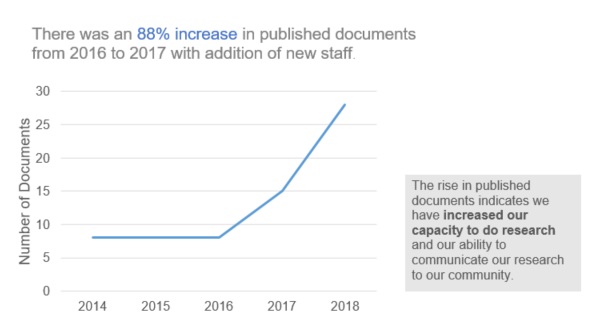 There was an 88% increase in published documents
from 2016 to 2017 with addition of new staff.
30
25
20
15
10
5
0
Number of Documents
2014 2015 2016 2017 2018
The rise in published
documents indicates we
have increased our
capacity to do research
and our ability to
communicate our research
to our community.